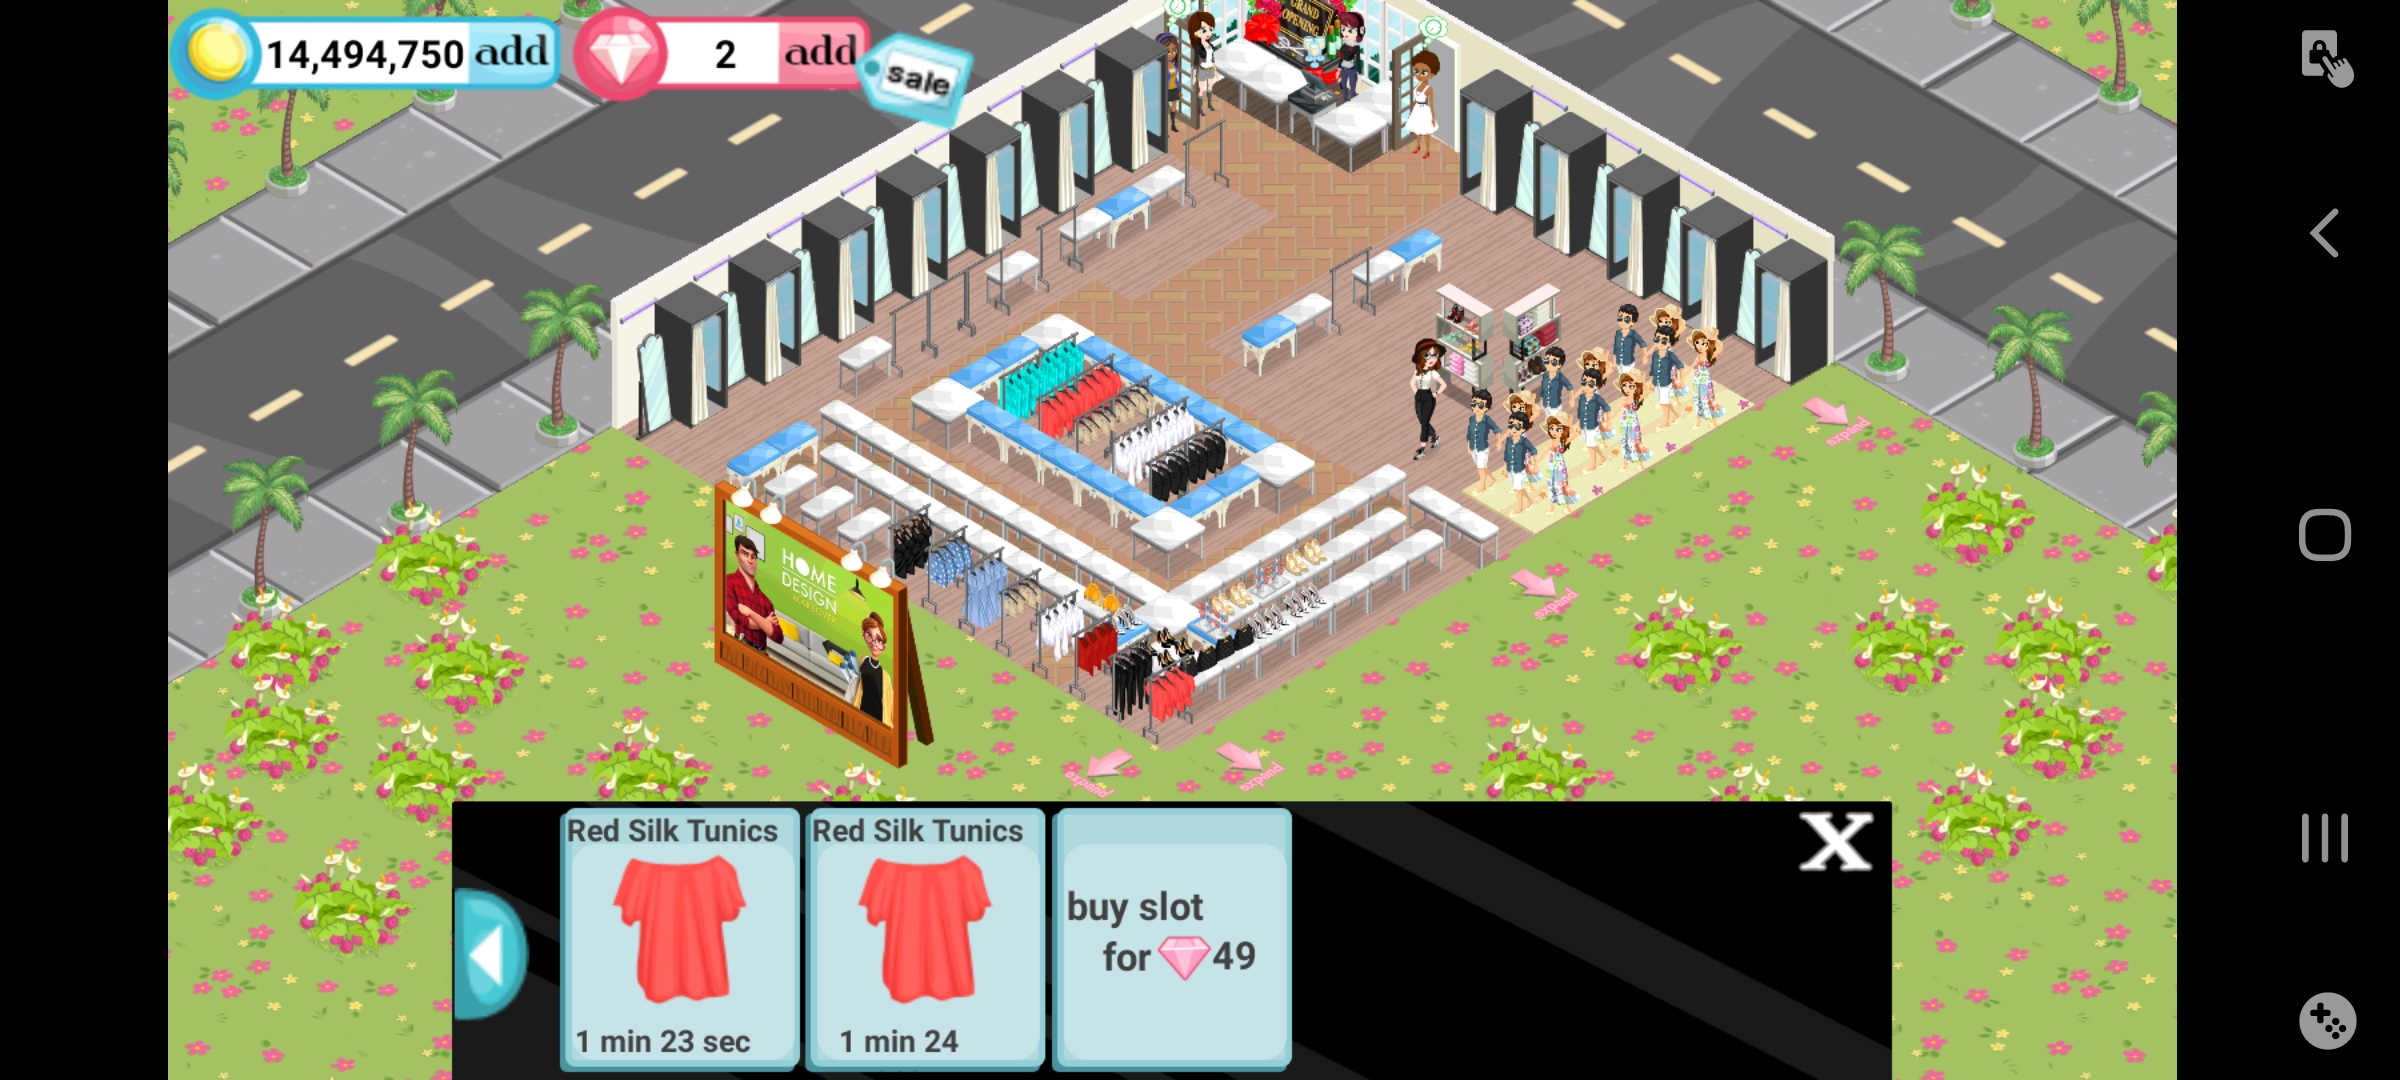 14,494,750 add
2 add
sale
GRAND
OPENING
expand
expand
expand
expand
HOME
DESIGN
MAKEOVER
Red Silk Tunics
1 min 23 sec
Red Silk Tunics
1 min 24
buy slot
for 49
X